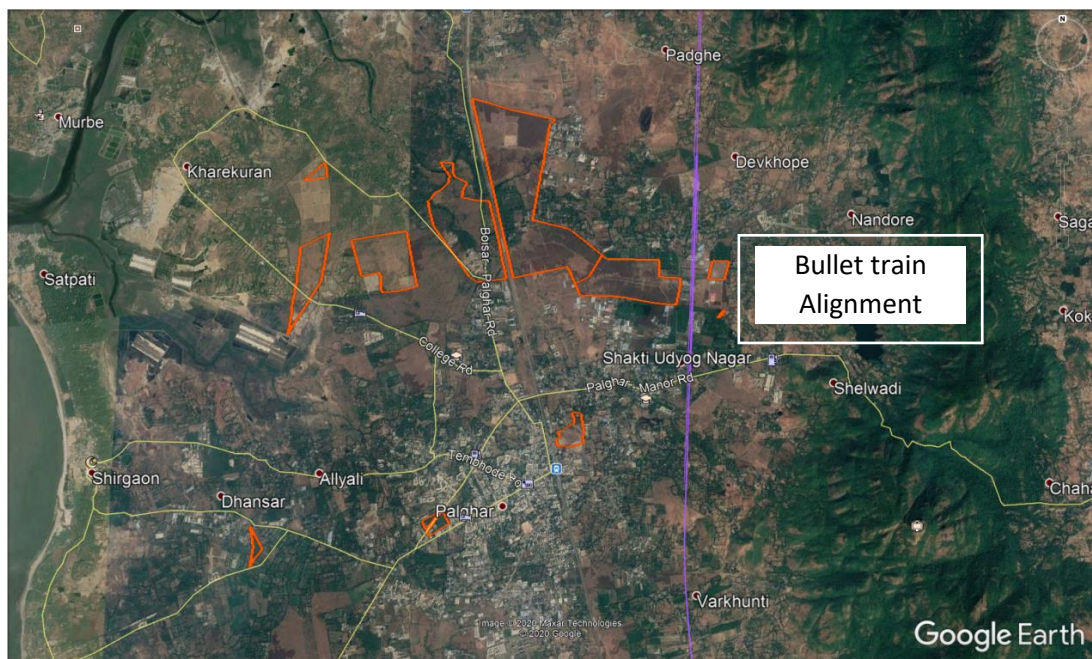 N
Padghe
Murbe
Devkhope
Kharekuran
Nandore
Saga
Boisar - Palghar Rd
Satpati
Bullet train
Alignment
Kok
College Rd
Shakti Udyog Nagar
Palghar - Manor Rd
Shelwadi
Tembhode Rd
Shirgaon
Allyali
Dhansar
Palghar
Chaha
Varkhunti
Image © 2020 Maxar Technologies
© 2020 Google
Google Earth